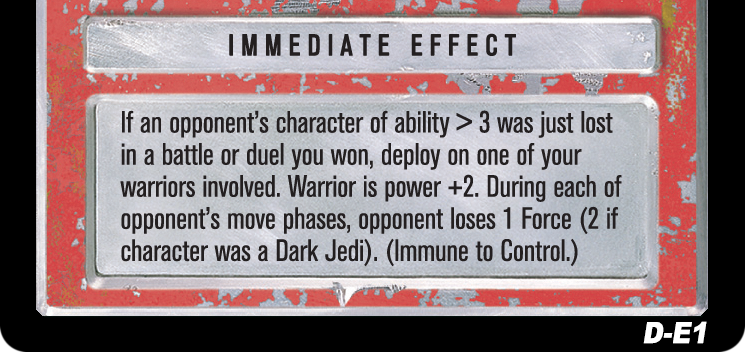 IMMEDIATE EFFECT
If an opponent's character of ability > 3 was just lost
in a battle or duel you won, deploy on one of your
warriors involved. Warrior is power +2. During each of
opponent's move phases, opponent loses 1 Force (2 if
character was a Dark Jedi). (Immune to Control.)
D-E1